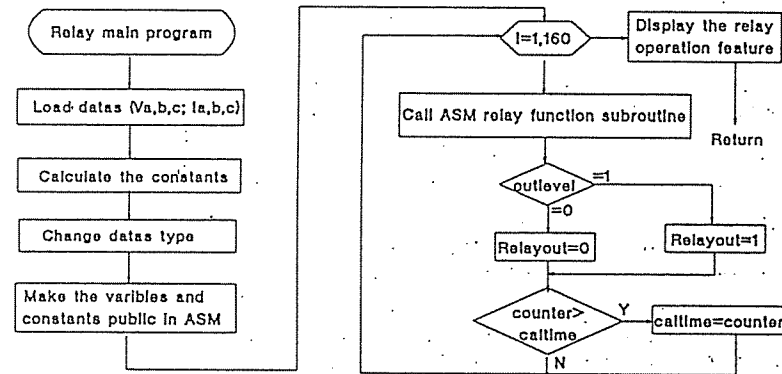 Relay main program
Load datas (Va,b,c; Ia,b,c)
Calculate the constants
Change datas type
Make the varibles and
constants public in ASM
I=1,160
Display the relay
operation feature
Return
Call ASM relay function subroutine
outlevel
=1
=0
Relayout=0
Relayout=1
counter>
caltime
Y
caltime=counter
N